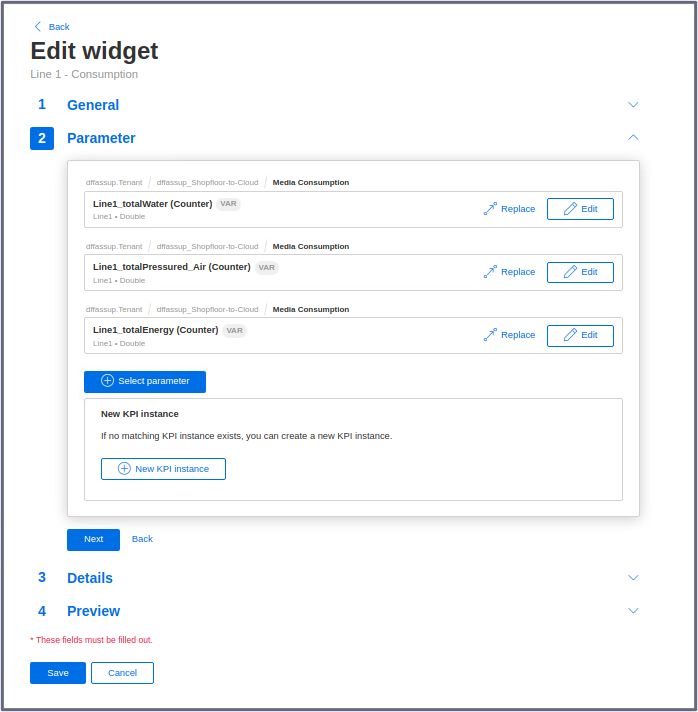 Back
Edit widget
Line 1 - Consumption
1 General
2 Parameter
dffassup.Tenant / dffassup_Shopfloor-to-Cloud / Media Consumption
Line1_totalWater (Counter) VAR
Line1 • Double
Replace Edit
dffassup.Tenant / dffassup_Shopfloor-to-Cloud / Media Consumption
Line1_totalPressured_Air (Counter) VAR
Line1 • Double
Replace Edit
dffassup.Tenant / dffassup_Shopfloor-to-Cloud / Media Consumption
Line1_totalEnergy (Counter) VAR
Line1 • Double
Replace Edit
Select parameter
New KPI instance
If no matching KPI instance exists, you can create a new KPI instance.
New KPI instance
Next Back
3 Details
4 Preview
* These fields must be filled out.
Save Cancel